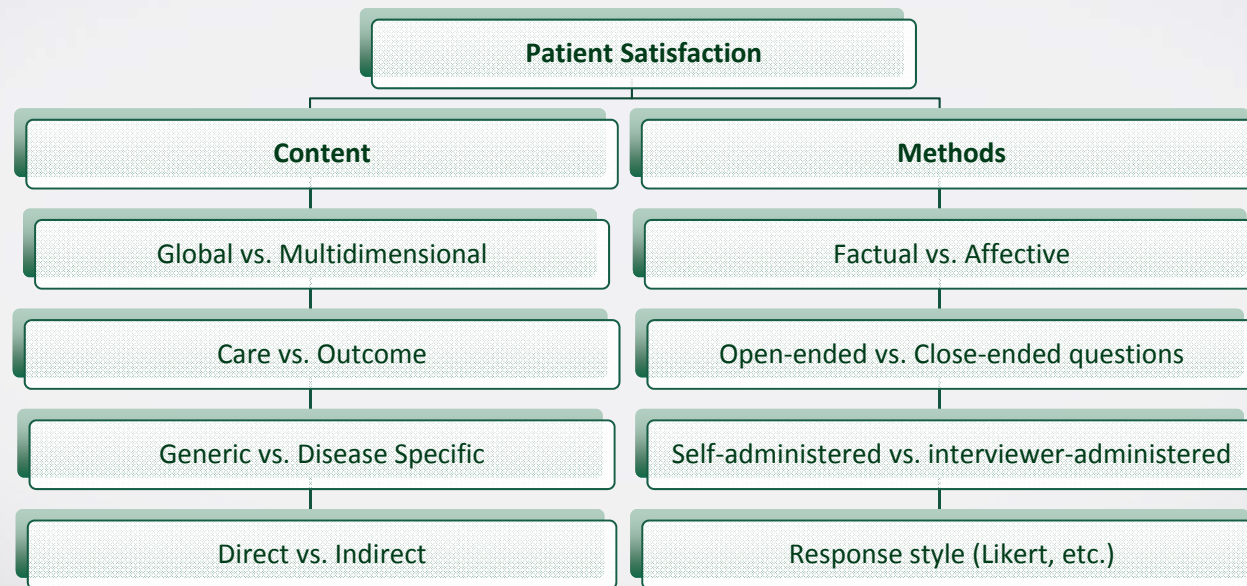 Patient Satisfaction
Content
Global vs. Multidimensional
Care vs. Outcome
Generic vs. Disease Specific
Direct vs. Indirect
Methods
Factual vs. Affective
Open-ended vs. Close-ended questions
Self-administered vs. interviewer-administered
Response style (Likert, etc.)